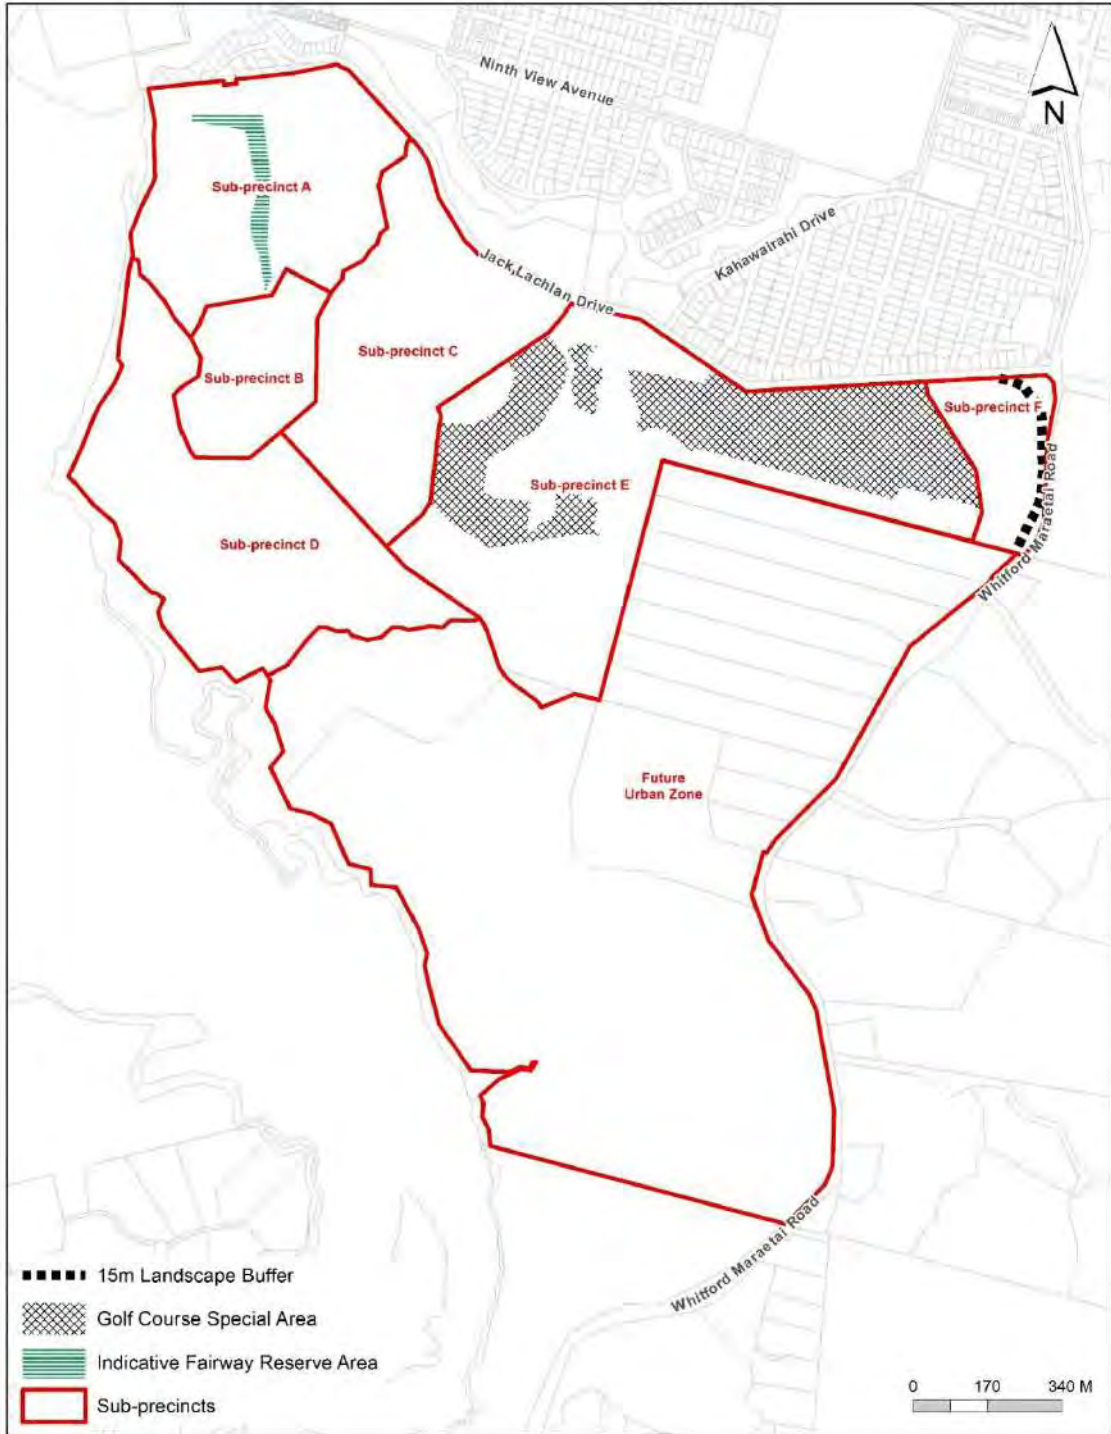 Ninth View Avenue
N
Sub-precinct A
Kahawairahi Drive
Jack Lachlan Drive
Sub-precinct C
Sub-precinct B
Sub-precinct F
Whitford Maraetai Road
Sub-precinct E
Sub-precinct D
Future
Urban Zone
Whitford Maraetai Road
15m Landscape Buffer
Golf Course Special Area
Indicative Fairway Reserve Area
Sub-precincts
0 170 340 M